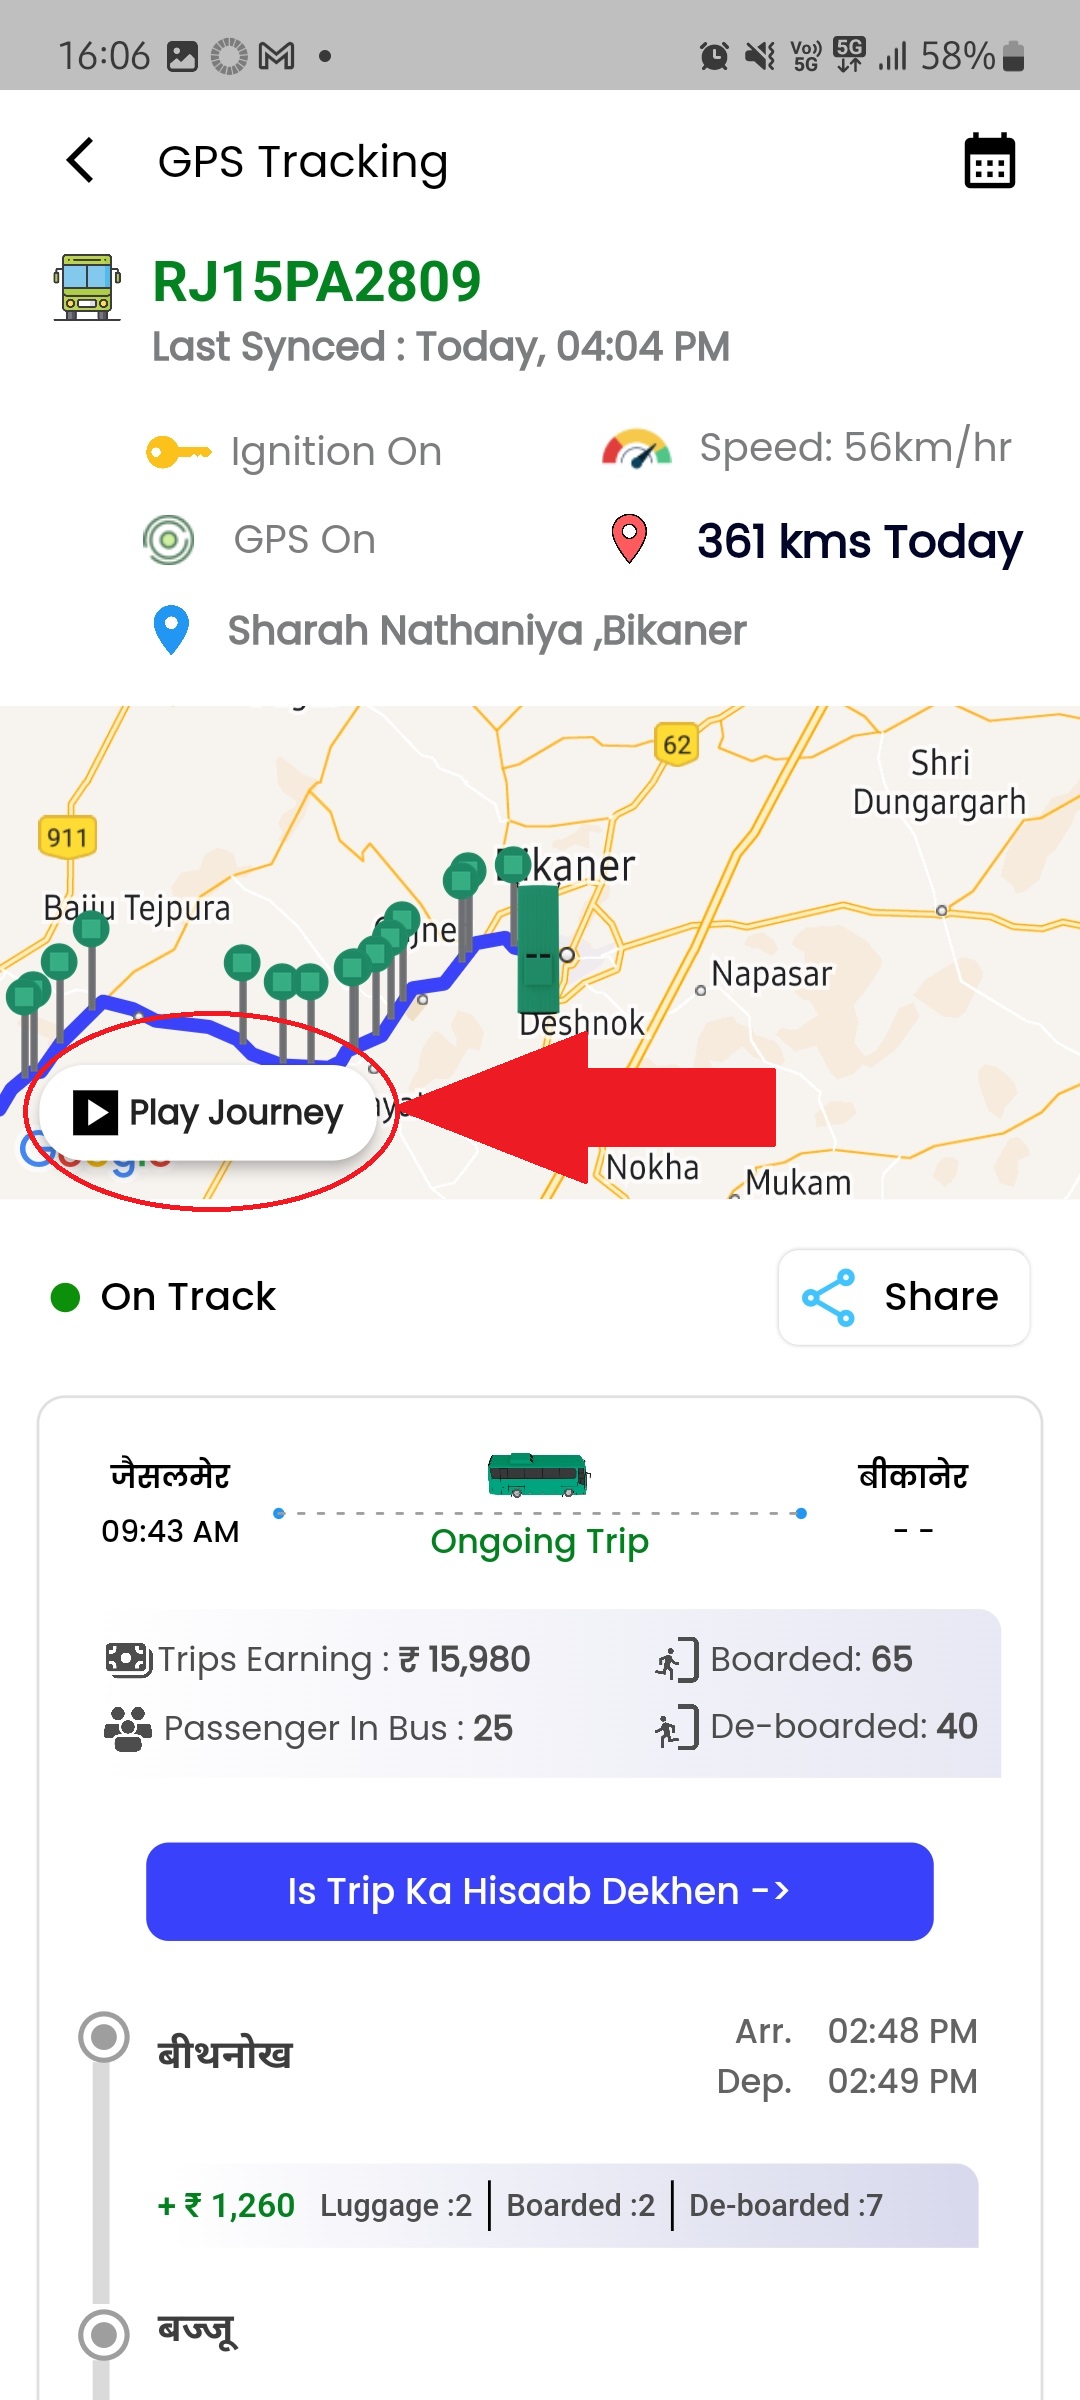 16:06 Vo)) 5G 5G 58%
GPS Tracking
RJ15PA2809
Last Synced : Today, 04:04 PM
Ignition On
Speed: 56km/hr
GPS On
361 kms Today
Sharah Nathaniya ,Bikaner
62
Shri
Dungargarh
911
Bajju Tejpura
Napasar
Deshnok
--
Play Journey
Google
Nokha
Mukam
On Track
Share
जैसलमेर
बीकानेर
09:43 AM
- -
Ongoing Trip
Trips Earning : ₹ 15,980
Boarded: 65
Passenger In Bus : 25
De-boarded: 40
Is Trip Ka Hisaab Dekhen ->
बीथनोख
Arr. 02:48 PM
Dep. 02:49 PM
+ ₹ 1,260 Luggage :2 | Boarded :2 | De-boarded :7
बज्जू